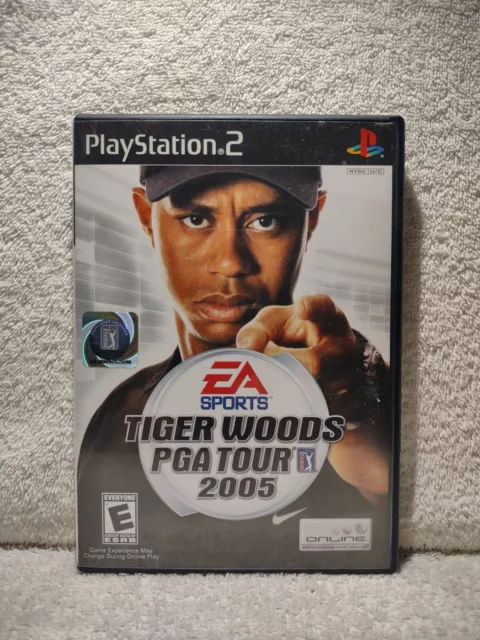 PlayStation®2
NTSC U/C
EA
SPORTS™
TIGER WOODS
PGA TOUR
2005
EVERYONE
E
ESRB
ONLINE
Game Experience May
Change During Online Play